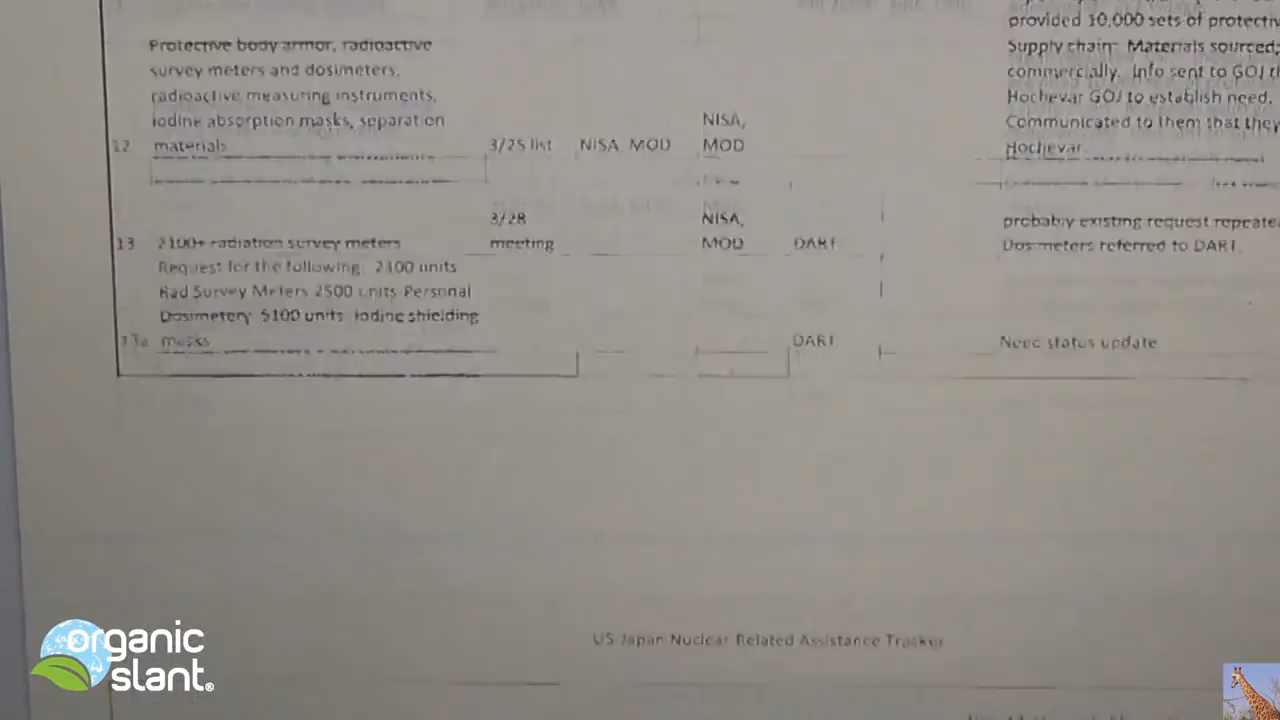 provided 10,000 sets of protectiv
Protective body armor, radioactive
survey meters and dosimeters,
radioactive measuring instruments,
iodine absorption masks, separation
12 materials 3/25 list NISA MOD NISA, MOD
Supply chain: Materials sourced;
commercially. Info sent to GOJ th
Hochevar GOJ to establish need.
Communicated to them that they
Hochevar
13 2100+ radiation survey meters 3/28 meeting NISA, MOD DART
probably existing request repeate
Dosimeters referred to DART.
Request for the following: 2100 units
Rad Survey Meters 2500 units Personal
Dosimetery 5100 units iodine shielding
13a masks DART Need status update
US Japan Nuclear Related Assistance Tracker
organic
slant®